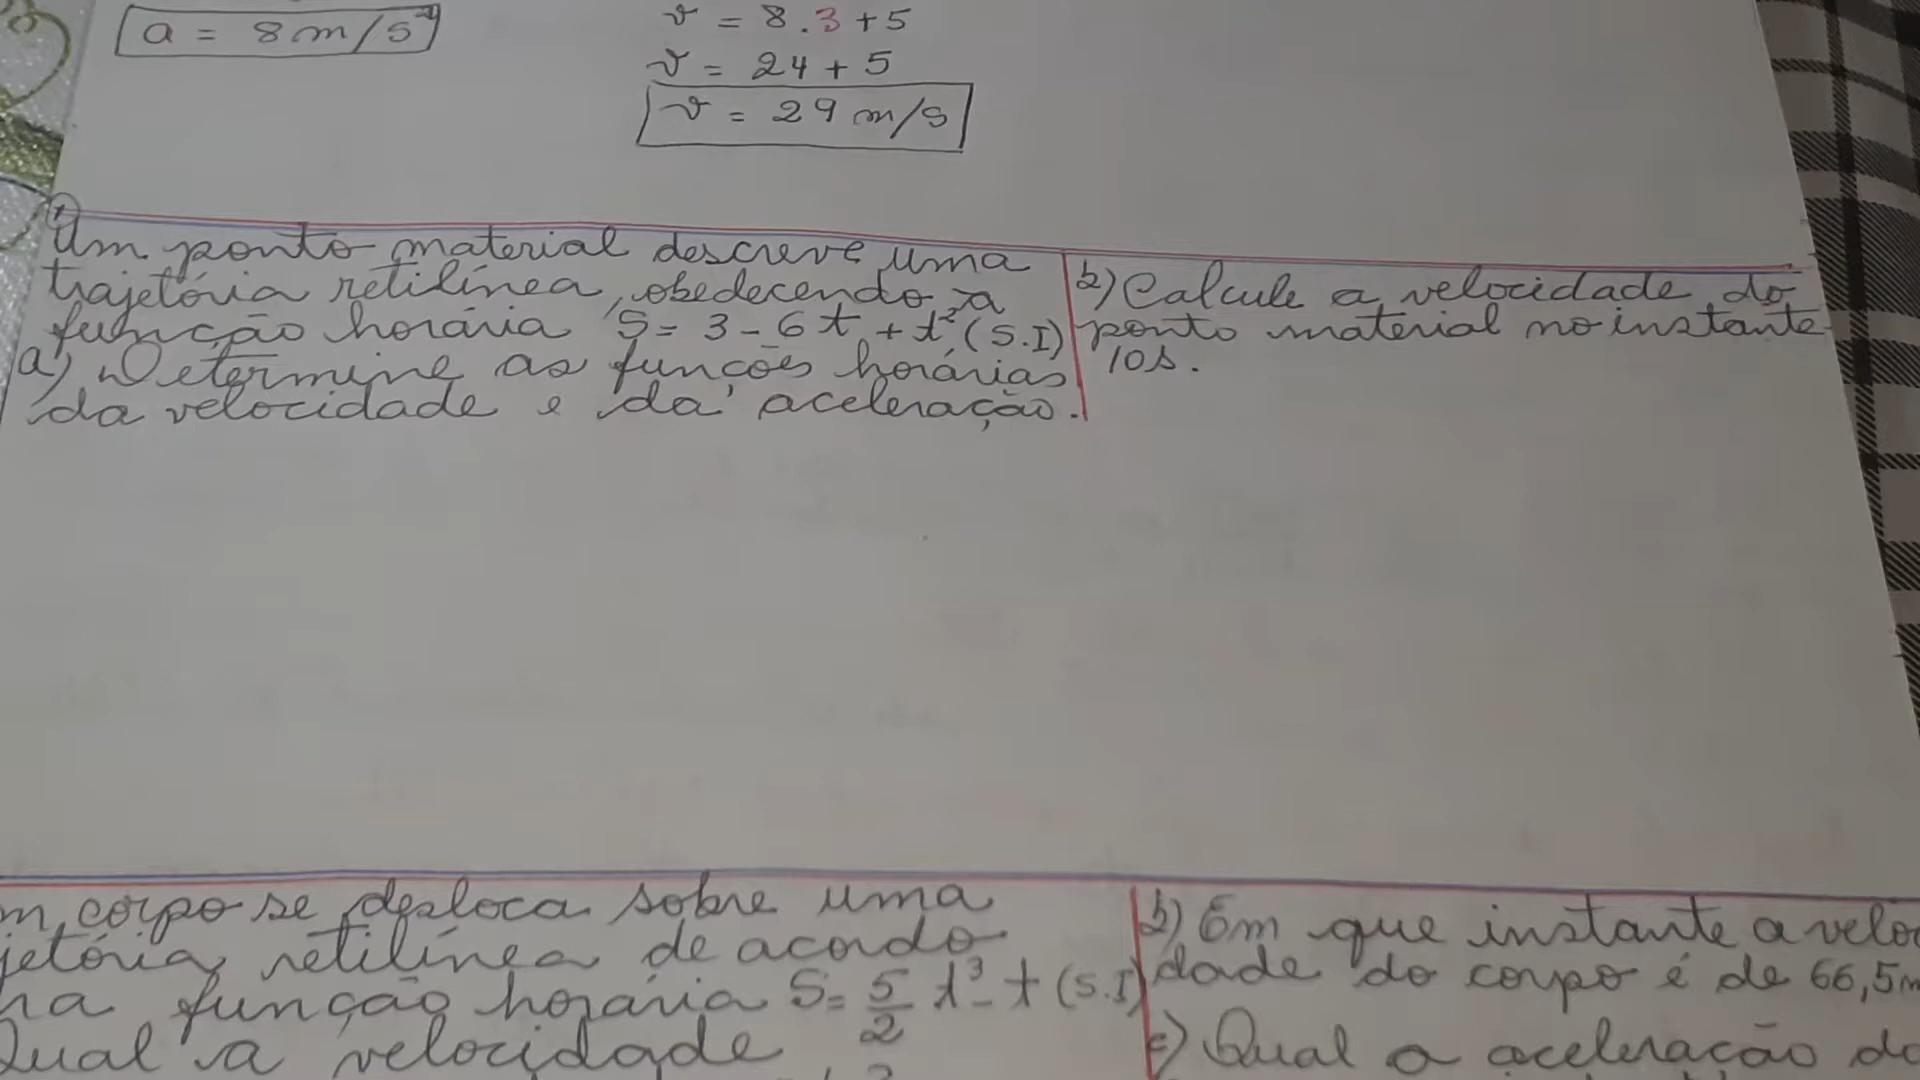 a = 8 m/s²
v = 8.3+5
v = 24 + 5
v = 29 m/s
Um ponto material descreve uma
trajetória retilínea, obedecendo a
função horária S = 3 - 6t + t² (S.I)
a) Determine as funções horárias
da velocidade e da aceleração.
b) Calcule a velocidade do
ponto material no instante
10s.
m corpo se desloca sobre uma
jetória retilínea de acordo
função horária S = 5/2 t³ - t (S.I)
Qual a velocidade
b) Em que instante a velo
dade do corpo é de 66,5m
c) Qual a aceleração do